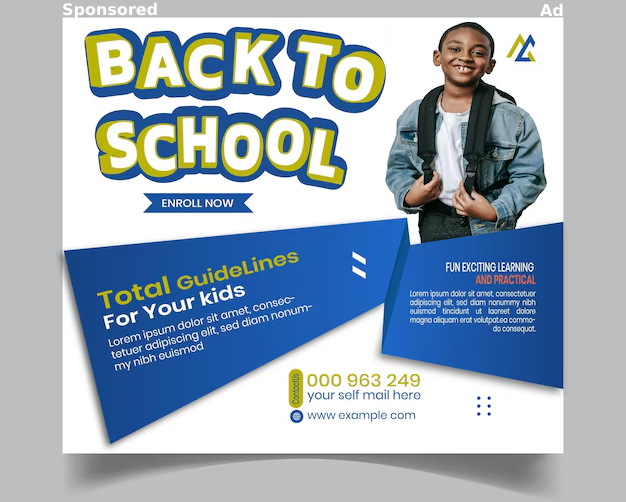 Sponsored
Ad
BACK TO
SCHOOL
ENROLL NOW
Total GuideLines
For Your kids
Lorem ipsum dolor sit amet, consec-
tetuer adipiscing elit, sed diam nonum-
my nibh euismod
FUN EXCITING LEARNING
AND PRACTICAL
Lorem ipsum dolor sit amet, consectetuer
adipiscing elit, sed diam nonummy nibh
euismod tincidunt ut laoreet dolore magna
aliquam erat volutpat.ea com-
do consequat.
ContactUs
000 963 249
your self mail here
www.example.com